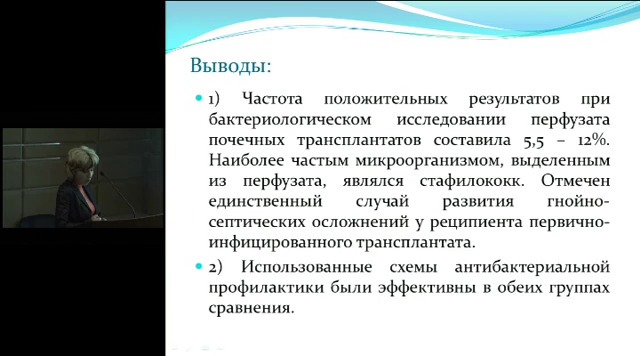 Выводы:
1) Частота положительных результатов при
бактериологическом исследовании перфузата
почечных трансплантатов составила 5,5 – 12%.
Наиболее частым микроорганизмом, выделенным
из перфузата, являлся стафилококк. Отмечен
единственный случай развития гнойно-
септических осложнений у реципиента первично-
инфицированного трансплантата.
2) Использованные схемы антибактериальной
профилактики были эффективны в обеих группах
сравнения.